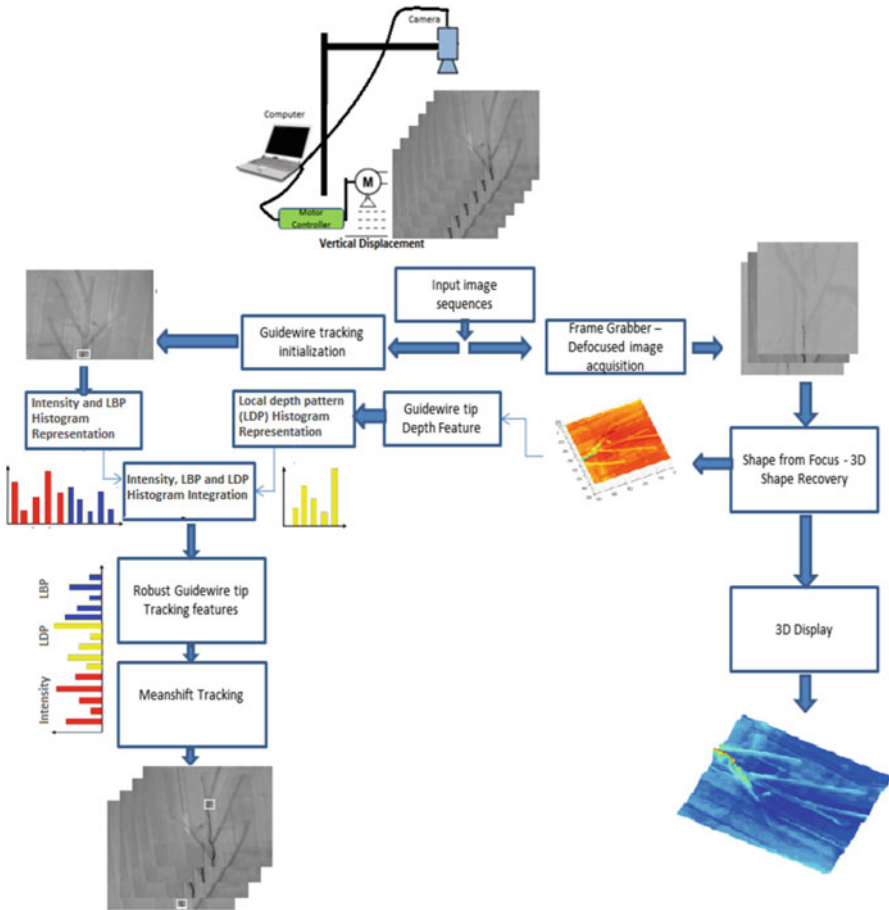 Camera
Computer
M
Motor
Controller
Vertical Displacement
Input image
sequences
Guidewire tracking
initialization
Frame Grabber –
Defocused image
acquisition
Intensity and LBP
Histogram
Representation
Local depth pattern
(LDP) Histogram
Representation
Guidewire tip
Depth Feature
Shape from Focus - 3D
Shape Recovery
Intensity, LBP and LDP
Histogram Integration
Robust Guidewire tip
Tracking features
LBP
LDP
Intensity
Meanshift Tracking
3D Display